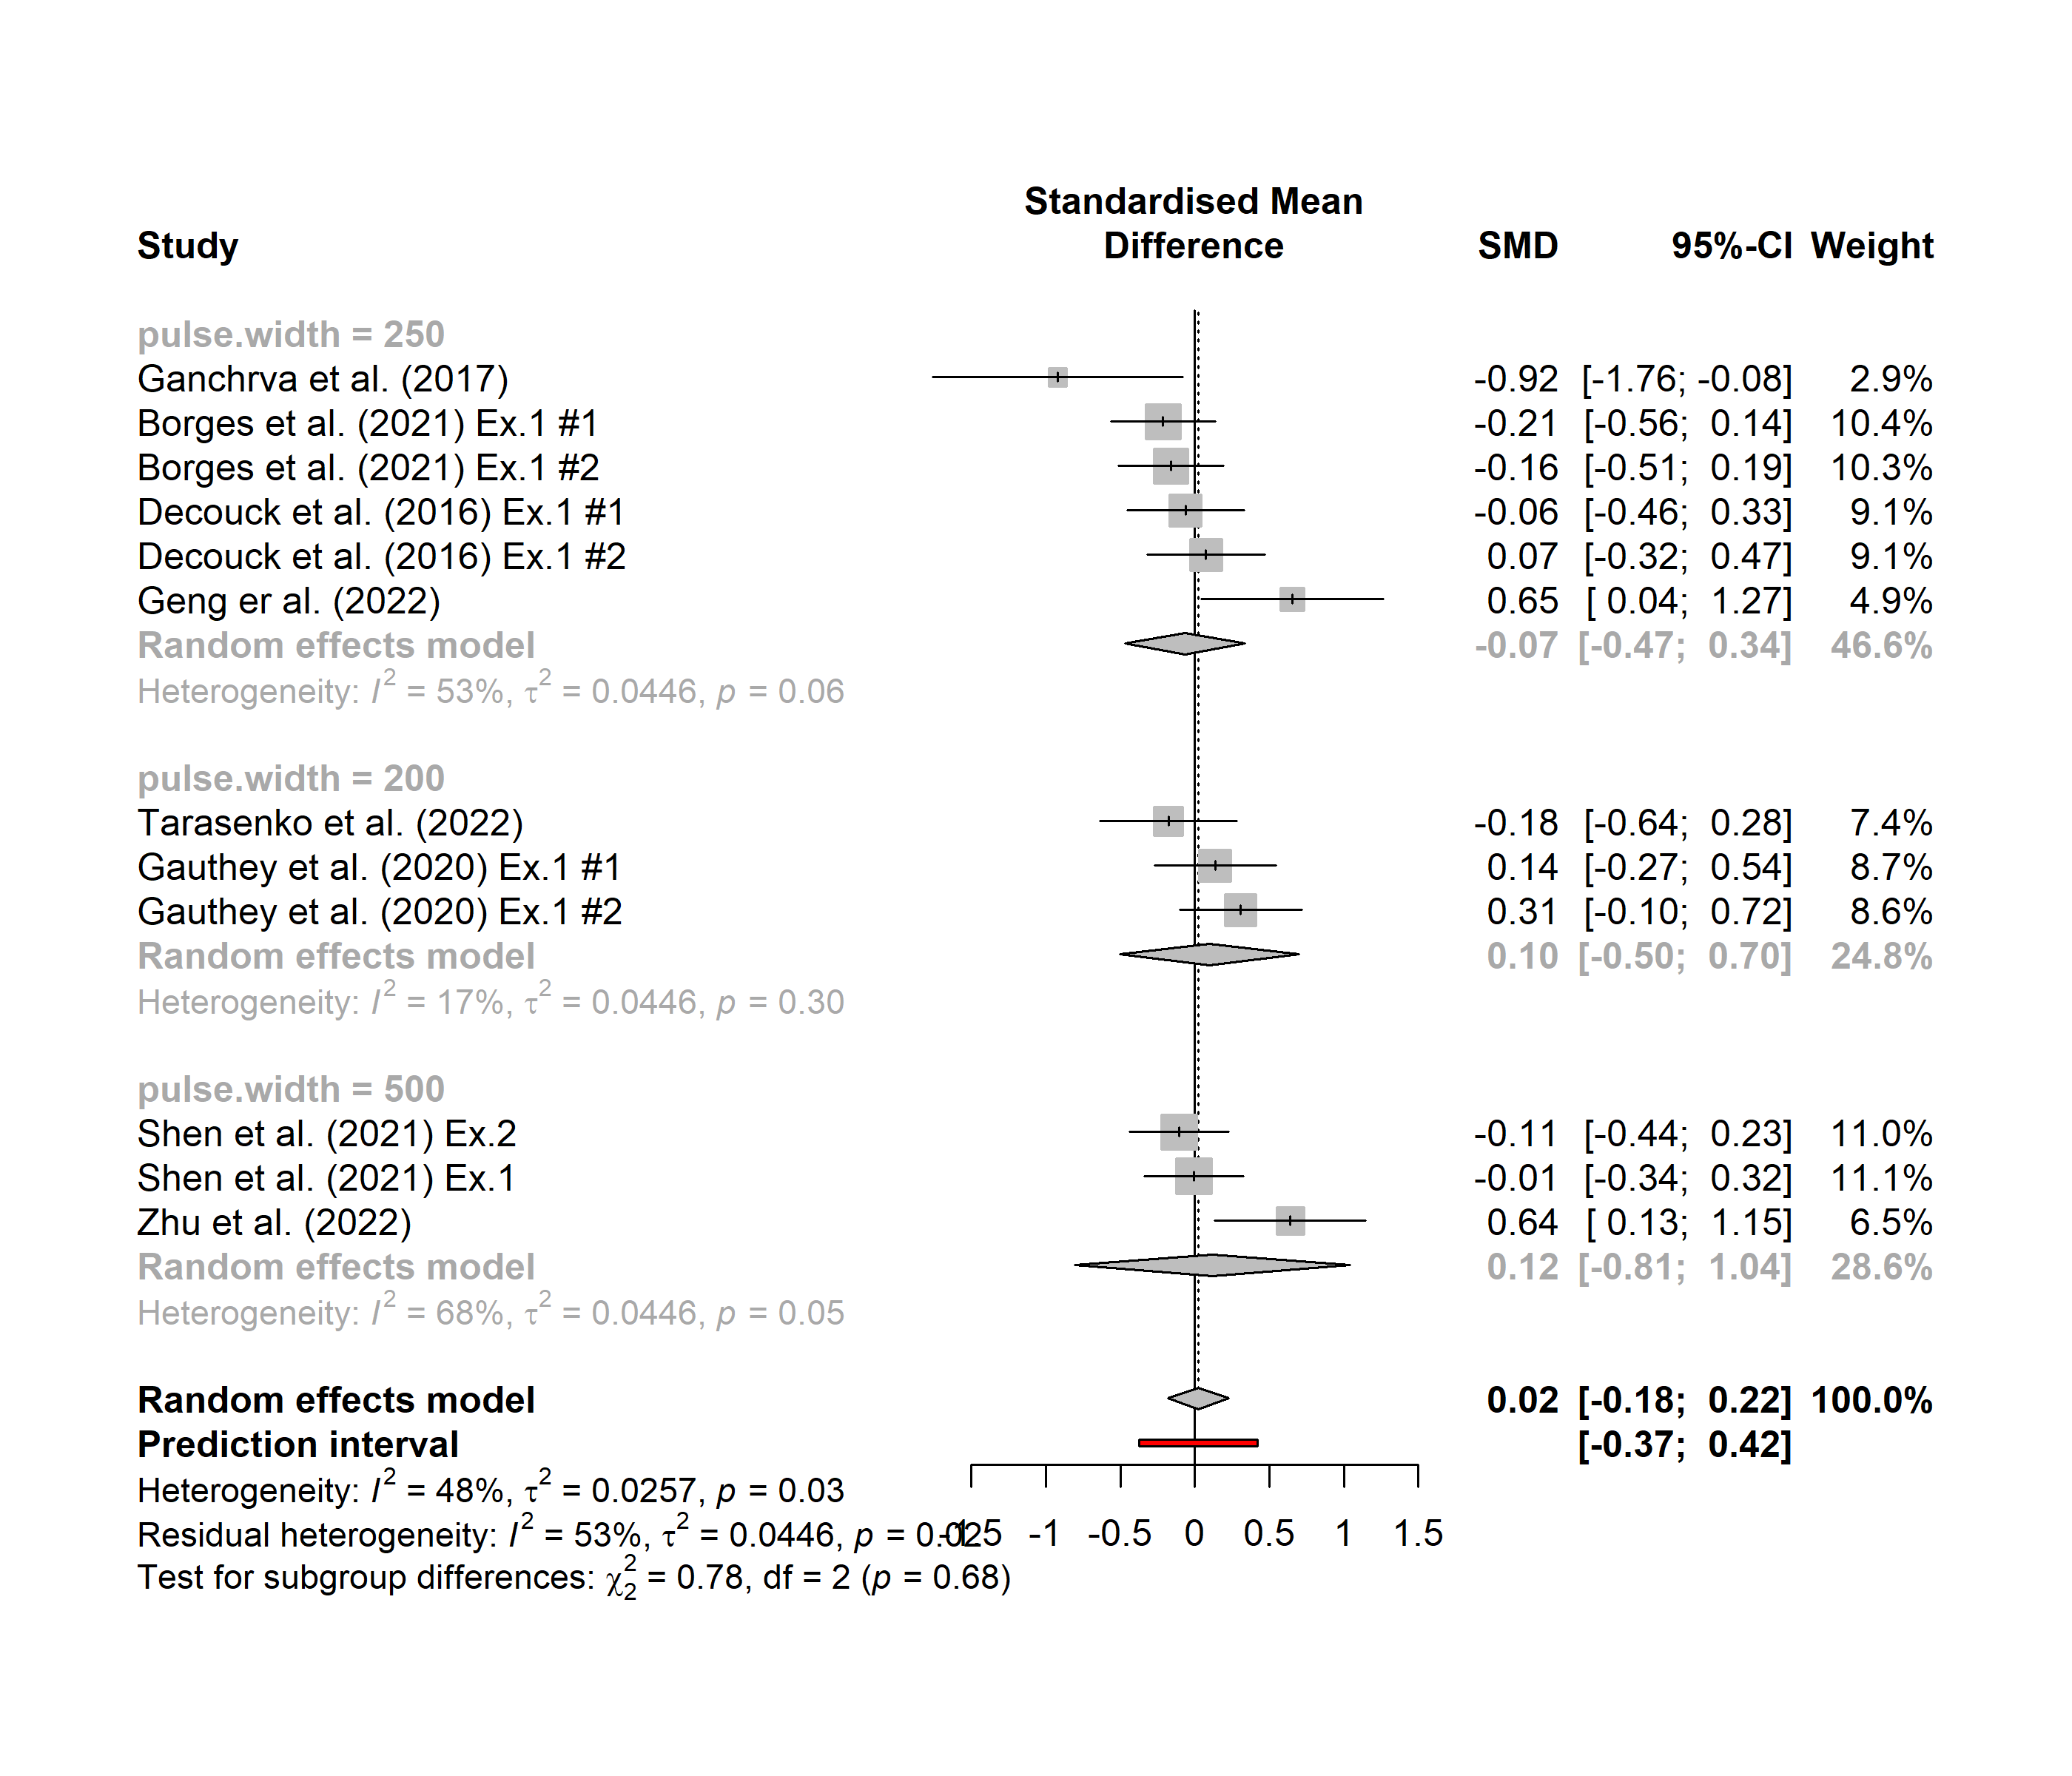 Standardised Mean
Study Difference SMD 95%-CI Weight
pulse.width = 250
Ganchrva et al. (2017) -0.92 [-1.76; -0.08] 2.9%
Borges et al. (2021) Ex.1 #1 -0.21 [-0.56; 0.14] 10.4%
Borges et al. (2021) Ex.1 #2 -0.16 [-0.51; 0.19] 10.3%
Decouck et al. (2016) Ex.1 #1 -0.06 [-0.46; 0.33] 9.1%
Decouck et al. (2016) Ex.1 #2 0.07 [-0.32; 0.47] 9.1%
Geng er al. (2022) 0.65 [ 0.04; 1.27] 4.9%
Random effects model -0.07 [-0.47; 0.34] 46.6%
Heterogeneity: I² = 53%, τ² = 0.0446, p = 0.06
pulse.width = 200
Tarasenko et al. (2022) -0.18 [-0.64; 0.28] 7.4%
Gauthey et al. (2020) Ex.1 #1 0.14 [-0.27; 0.54] 8.7%
Gauthey et al. (2020) Ex.1 #2 0.31 [-0.10; 0.72] 8.6%
Random effects model 0.10 [-0.50; 0.70] 24.8%
Heterogeneity: I² = 17%, τ² = 0.0446, p = 0.30
pulse.width = 500
Shen et al. (2021) Ex.2 -0.11 [-0.44; 0.23] 11.0%
Shen et al. (2021) Ex.1 -0.01 [-0.34; 0.32] 11.1%
Zhu et al. (2022) 0.64 [ 0.13; 1.15] 6.5%
Random effects model 0.12 [-0.81; 1.04] 28.6%
Heterogeneity: I² = 68%, τ² = 0.0446, p = 0.05
Random effects model 0.02 [-0.18; 0.22] 100.0%
Prediction interval [-0.37; 0.42]
Heterogeneity: I² = 48%, τ² = 0.0257, p = 0.03
Residual heterogeneity: I² = 53%, τ² = 0.0446, p = 0.02 -1.5 -1 -0.5 0 0.5 1 1.5
Test for subgroup differences: χ²₂ = 0.78, df = 2 (p = 0.68)